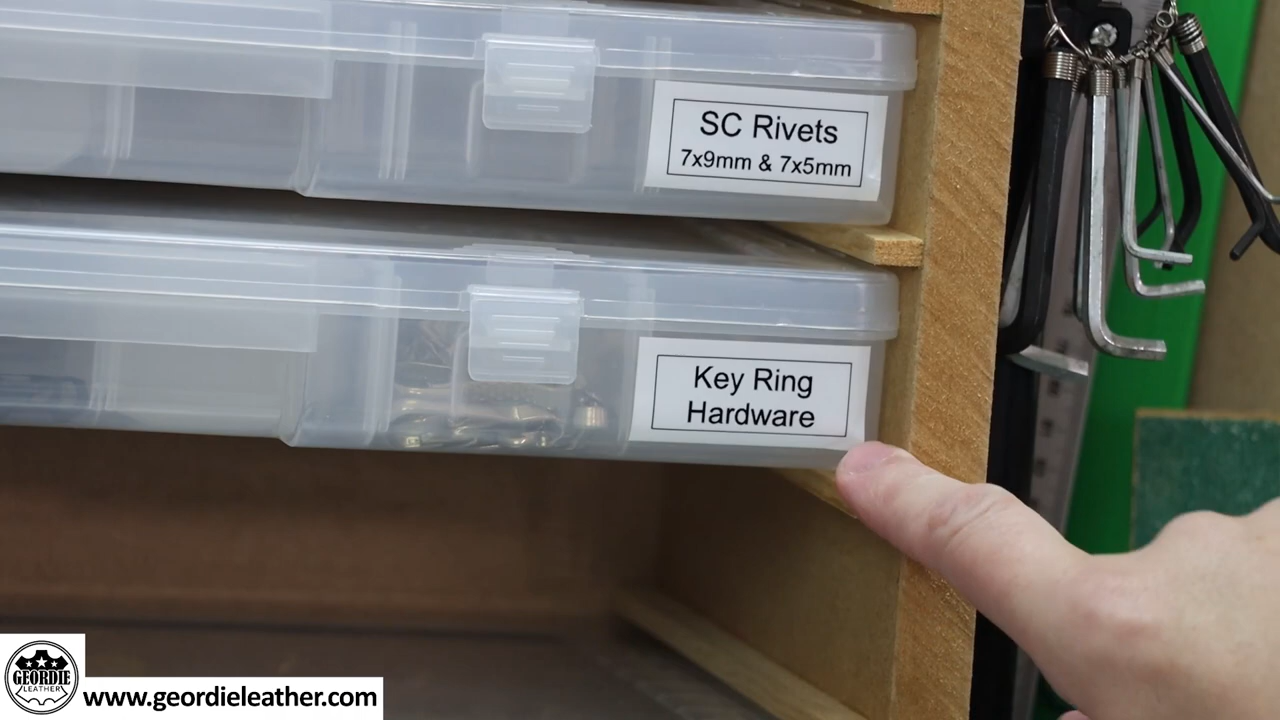 SC Rivets
7x9mm & 7x5mm
Key Ring
Hardware
GEORDIE
LEATHER
www.geordieleather.com